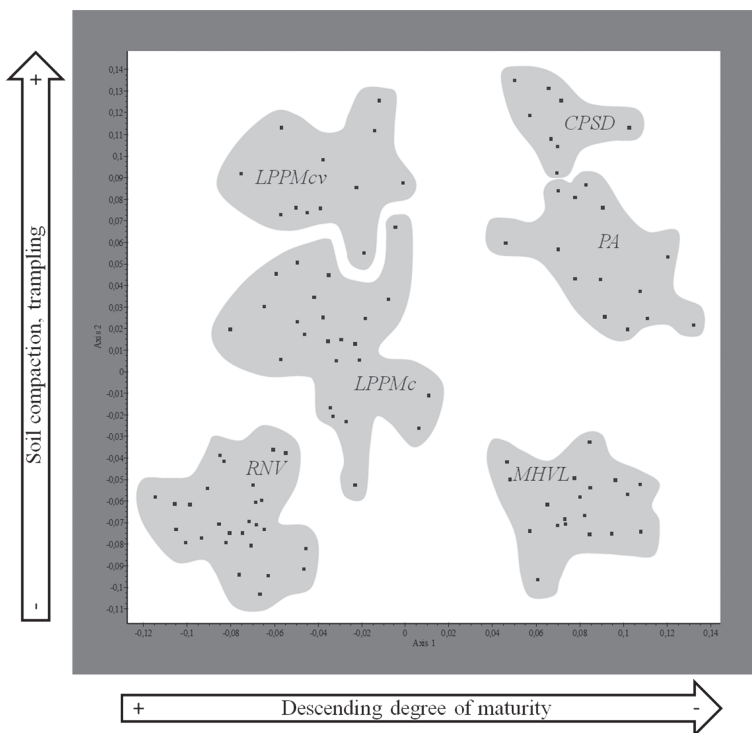 +
Soil compaction, trampling
-
Axis 2
0,14
0,13
0,12
0,11
0,1
0,09
0,08
0,07
0,06
0,05
0,04
0,03
0,02
0,01
0
-0,01
-0,02
-0,03
-0,04
-0,05
-0,06
-0,07
-0,08
-0,09
-0,1
-0,11
CPSD
LPPMcv
PA
LPPMc
RNV
MHVL
-0,12 -0,1 -0,08 -0,06 -0,04 -0,02 0 0,02 0,04 0,06 0,08 0,1 0,12 0,14
Axis 1
+ Descending degree of maturity -